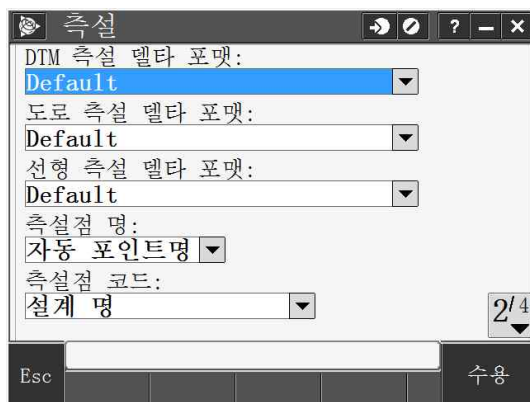 측설
? – ×
DTM 측설 델타 포맷:
Default
도로 측설 델타 포맷:
Default
선형 측설 델타 포맷:
Default
측설점 명:
자동 포인트명
측설점 코드:
설계 명
2/4
Esc
수용